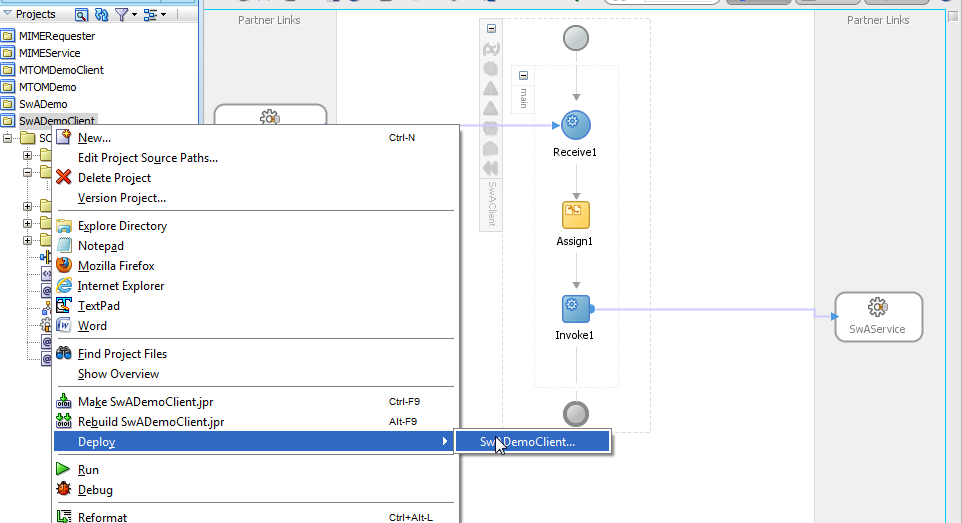 Projects
MIMERequester
MIMEService
MTOMDemoClient
MTOMDemo
SwADemo
SwADemoClient
New... Ctrl-N
Edit Project Source Paths...
Delete Project
Version Project...
Explore Directory
Notepad
Mozilla Firefox
Internet Explorer
TextPad
Word
Find Project Files
Show Overview
Make SwADemoClient.jpr Ctrl-F9
Rebuild SwADemoClient.jpr Alt-F9
Deploy
Run
Debug
Reformat Ctrl+Alt-L
Partner Links
main
SwAClient
Receive1
Assign1
Invoke1
Partner Links
SwAService